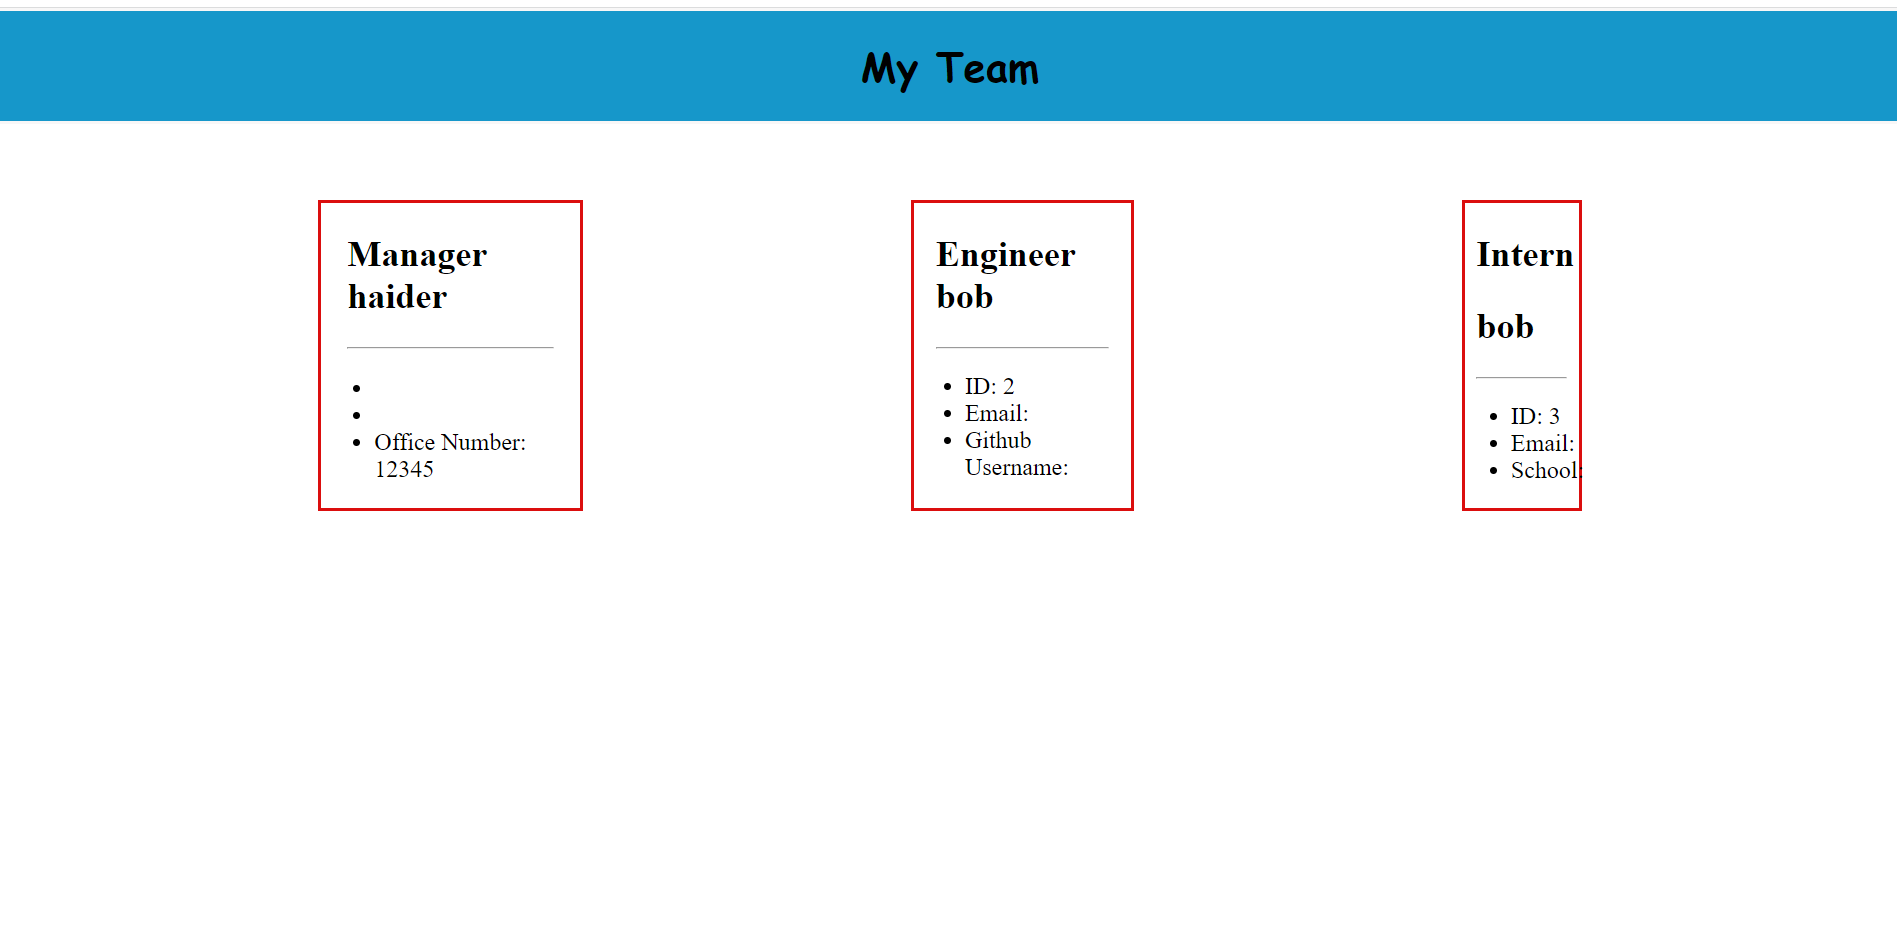 My Team
Manager
haider
Office Number:
12345
Engineer
bob
ID: 2
Email:
Github
Username:
Intern
bob
ID: 3
Email:
School: